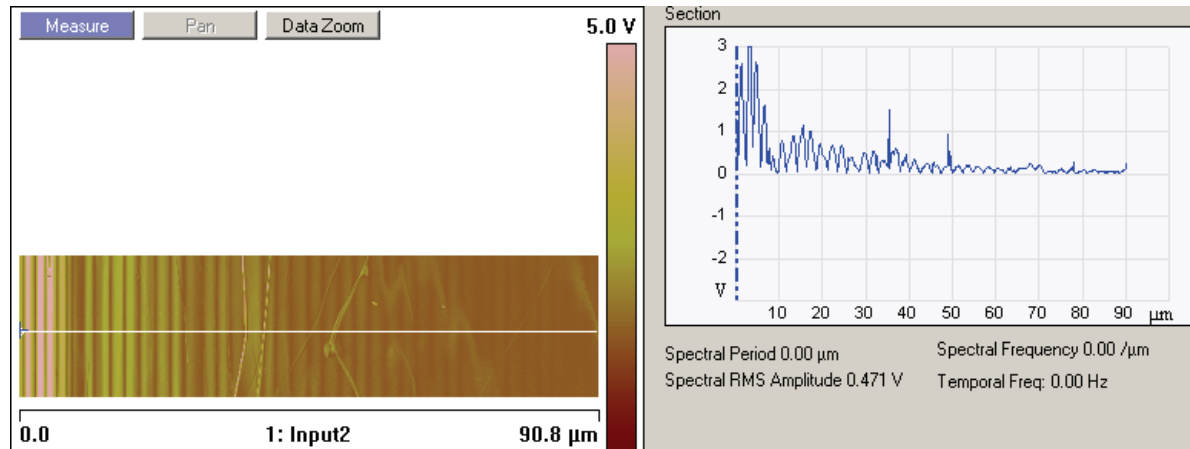 Measure Pan Data Zoom 5.0 V
0.0 1: Input2 90.8 µm
Section
3
2
1
0
-1
-2
V
10 20 30 40 50 60 70 80 90 µm
Spectral Period 0.00 µm Spectral Frequency 0.00 /µm
Spectral RMS Amplitude 0.471 V Temporal Freq: 0.00 Hz